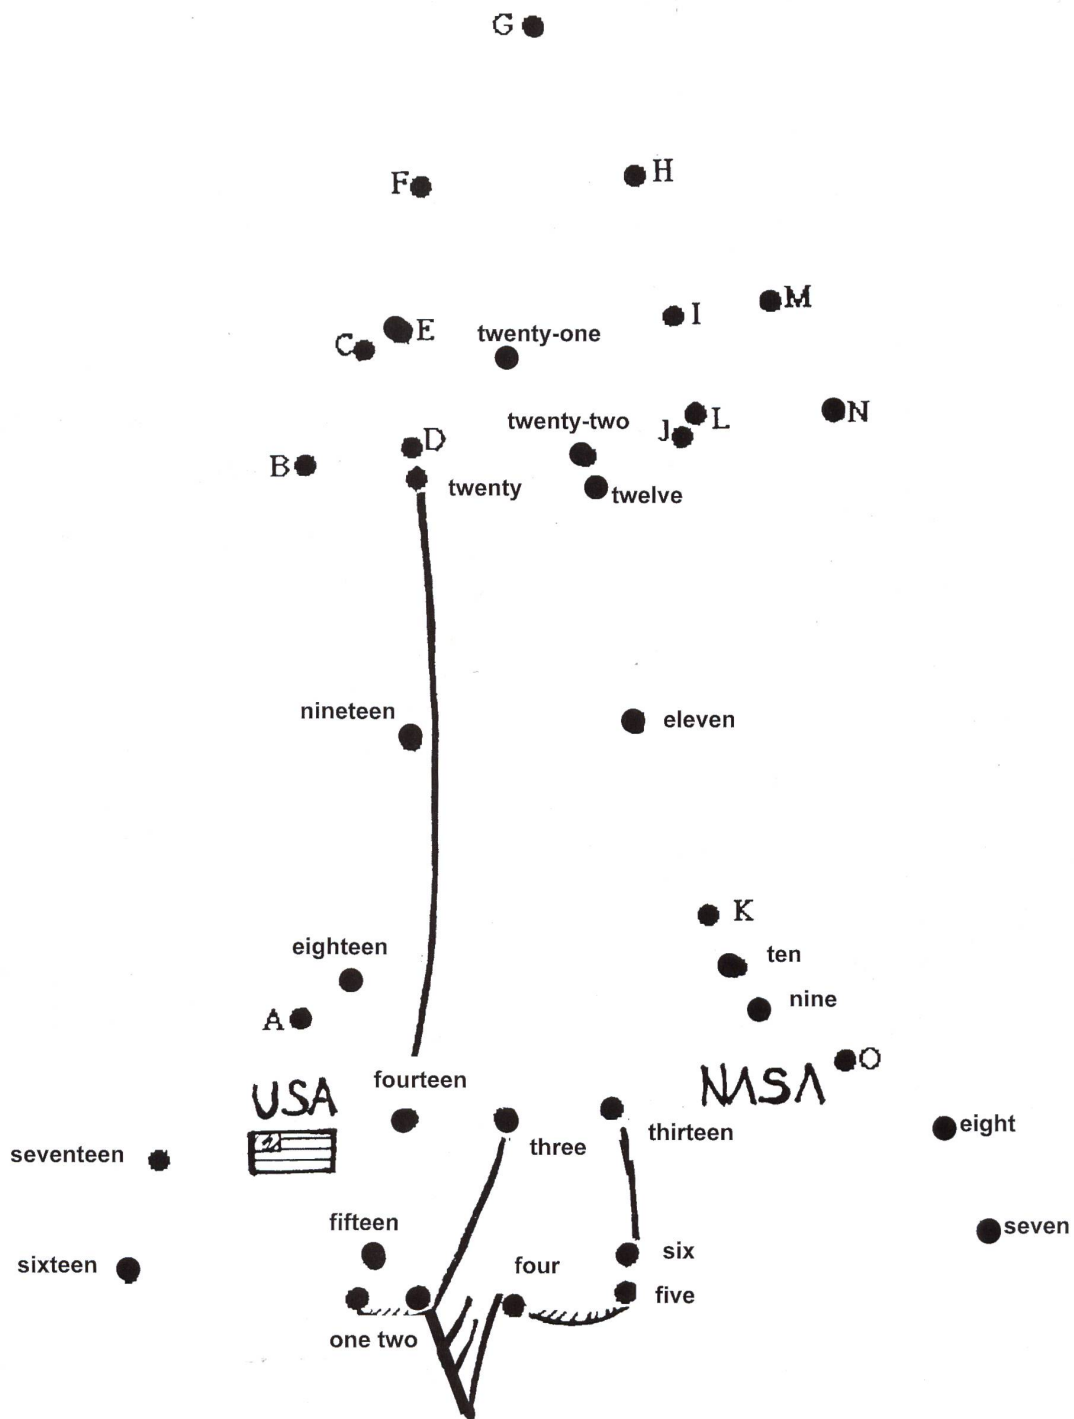 G
F H
M
I
E
C
twenty-one
N
L
twenty-two
J
D
B
twenty
twelve
nineteen
eleven
K
eighteen
ten
nine
A
O
fourteen
USA
NASA
eight
thirteen
three
seventeen
fifteen
seven
sixteen
four
six
five
one two